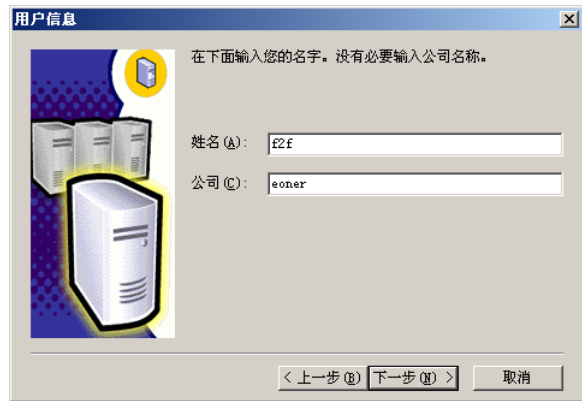 用户信息
在下面输入您的名字。没有必要输入公司名称。
姓名(A): f2f
公司(C): eoner
< 上一步(B) 下一步(N) > 取消